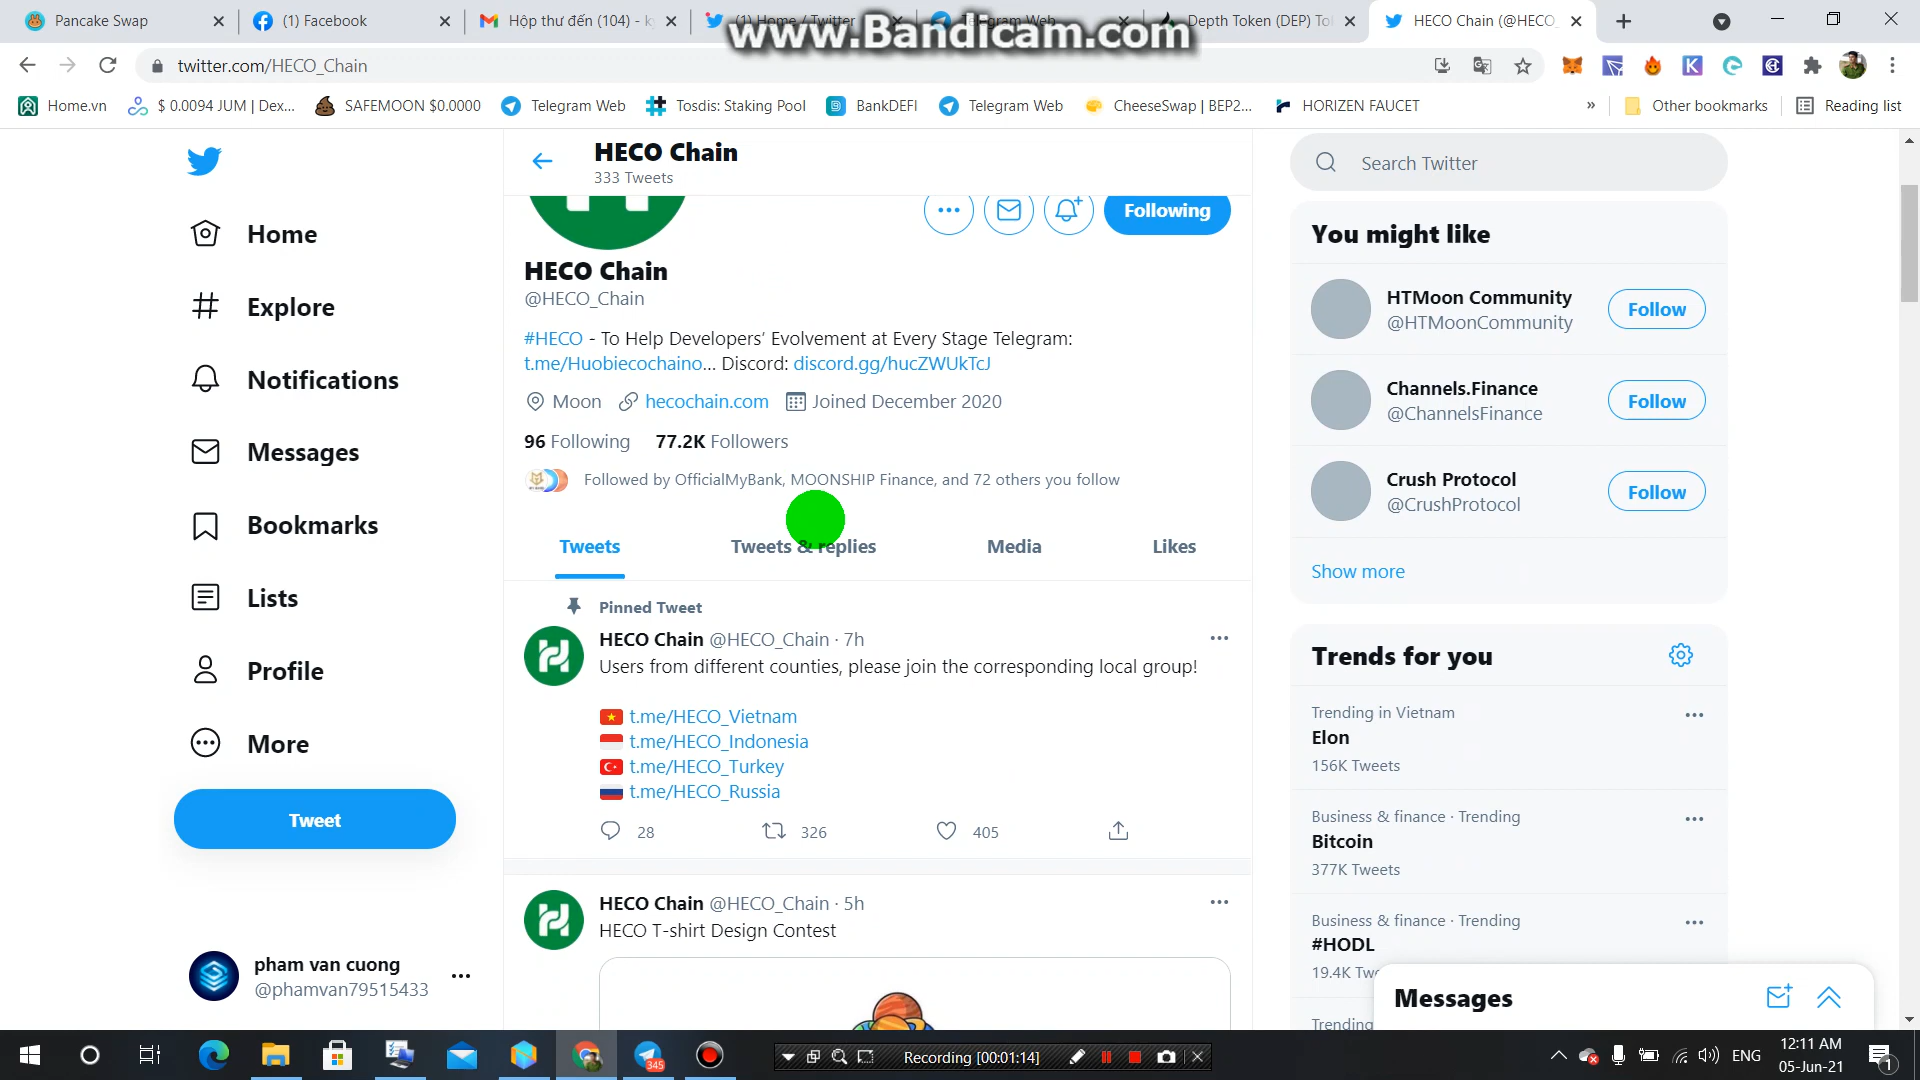 Pancake Swap
(1) Facebook
Hộp thư đến (104) - k
(1) Home / Twitter
Telegram Web
Depth Token (DEP) To
HECO Chain (@HECO_
www.Bandicam.com
twitter.com/HECO_Chain
Home.vn
$ 0.0094 JUM | Dex...
SAFEMOON $0.0000
Telegram Web
Tosdis: Staking Pool
BankDEFI
Telegram Web
CheeseSwap | BEP2...
HORIZEN FAUCET
»
Other bookmarks
Reading list
Home
Explore
Notifications
Messages
Bookmarks
Lists
Profile
More
Tweet
pham van cuong
@phamvan79515433
HECO Chain
333 Tweets
Following
HECO Chain
@HECO_Chain
#HECO - To Help Developers’ Evolvement at Every Stage Telegram:
t.me/Huobiecochaino… Discord: discord.gg/hucZWUkTcJ
Moon hecochain.com Joined December 2020
96 Following 77.2K Followers
Followed by OfficialMyBank, MOONSHIP Finance, and 72 others you follow
Tweets
Tweets & replies
Media
Likes
Pinned Tweet
HECO Chain @HECO_Chain · 7h
Users from different counties, please join the corresponding local group!
t.me/HECO_Vietnam
t.me/HECO_Indonesia
t.me/HECO_Turkey
t.me/HECO_Russia
28
326
405
HECO Chain @HECO_Chain · 5h
HECO T-shirt Design Contest
Search Twitter
You might like
HTMoon Community
@HTMoonCommunity
Follow
Channels.Finance
@ChannelsFinance
Follow
Crush Protocol
@CrushProtocol
Follow
Show more
Trends for you
Trending in Vietnam
Elon
156K Tweets
Business & finance · Trending
Bitcoin
377K Tweets
Business & finance · Trending
#HODL
19.4K Twe
Trending
Messages
345
Recording [00:01:14]
ENG
12:11 AM
05-Jun-21
1